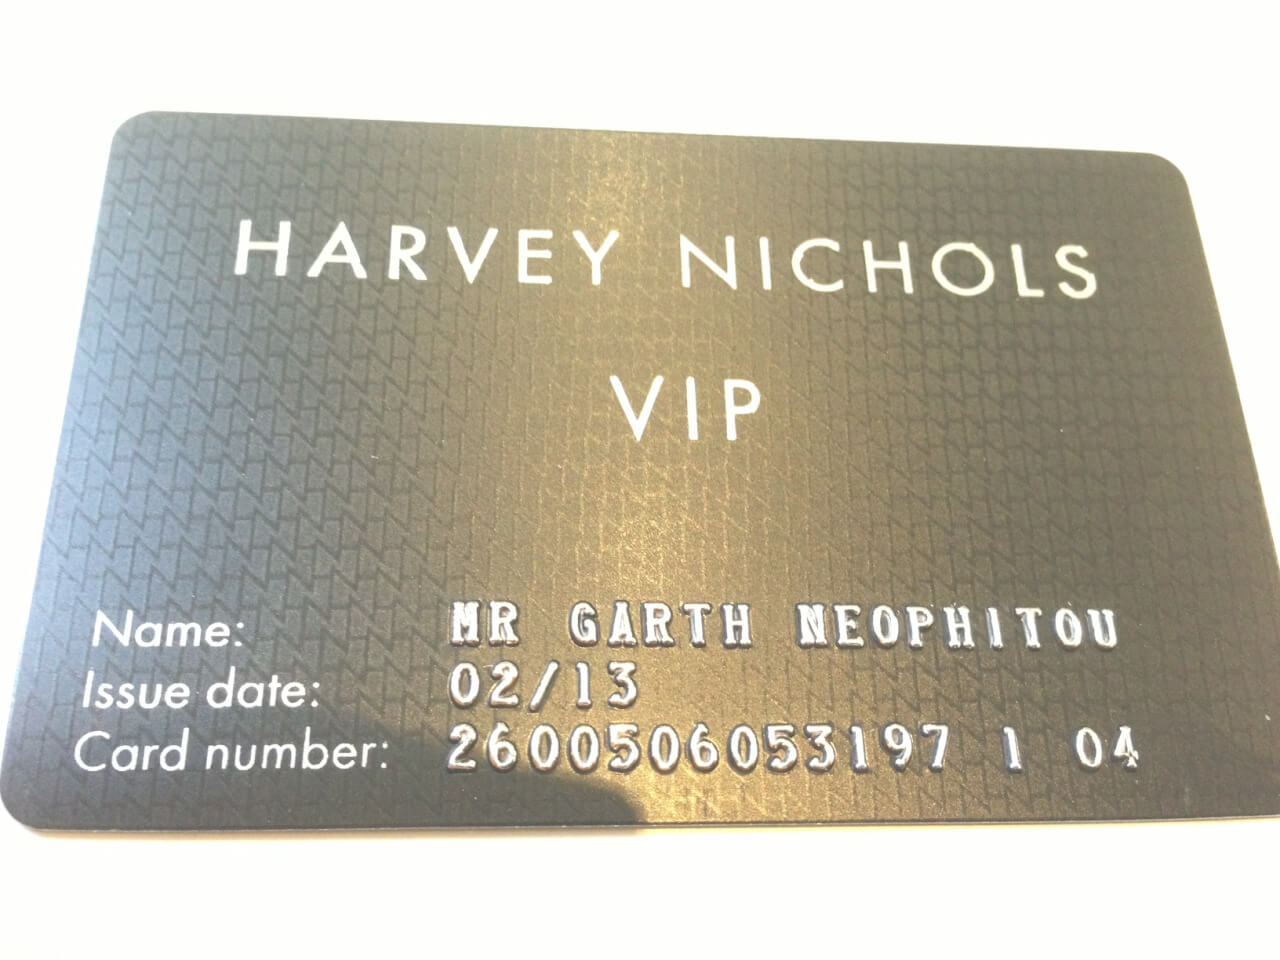 HARVEY NICHOLS
VIP
Name: MR GARTH NEOPHITOU
Issue date: 02/13
Card number: 2600506053197 1 04